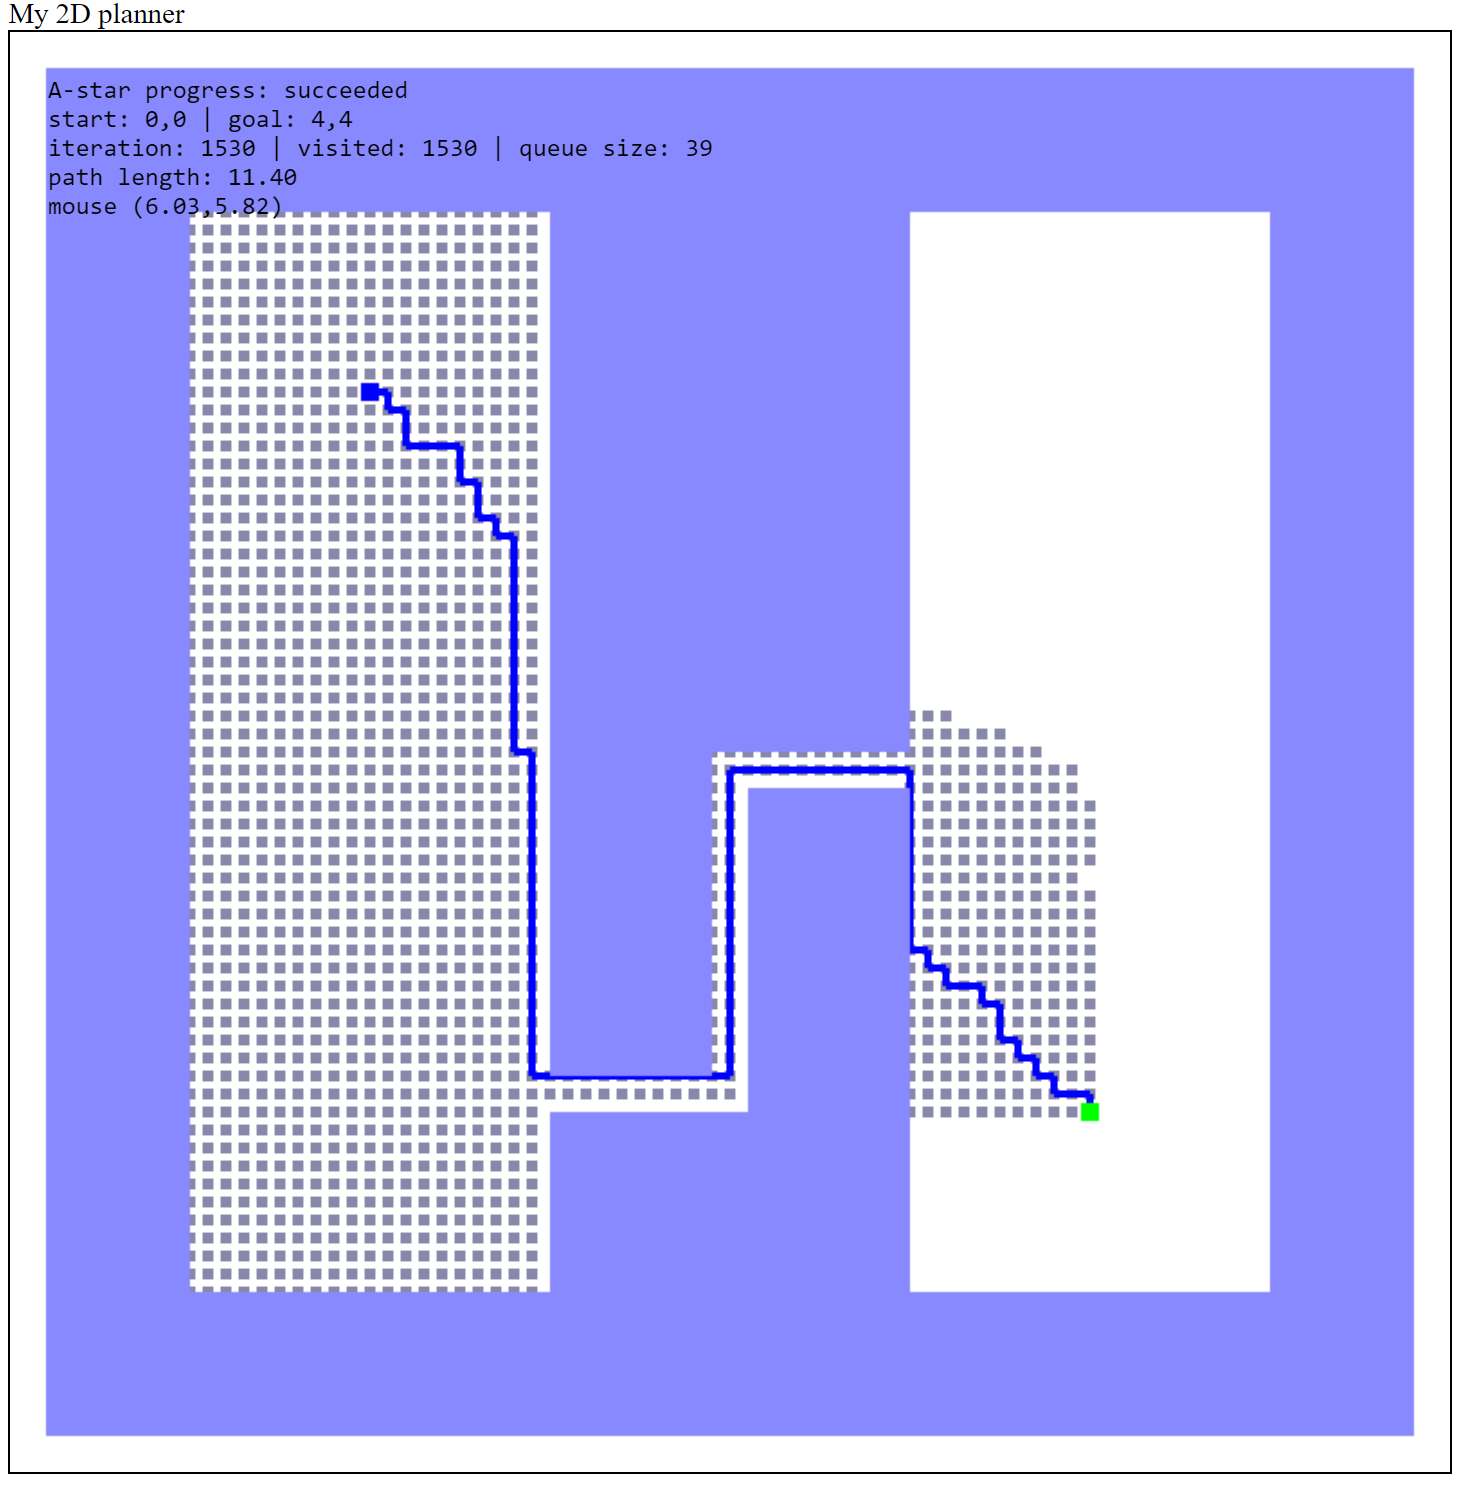 My 2D planner
A-star progress: succeeded
start: 0,0 | goal: 4,4
iteration: 1530 | visited: 1530 | queue size: 39
path length: 11.40
mouse (6.03,5.82)